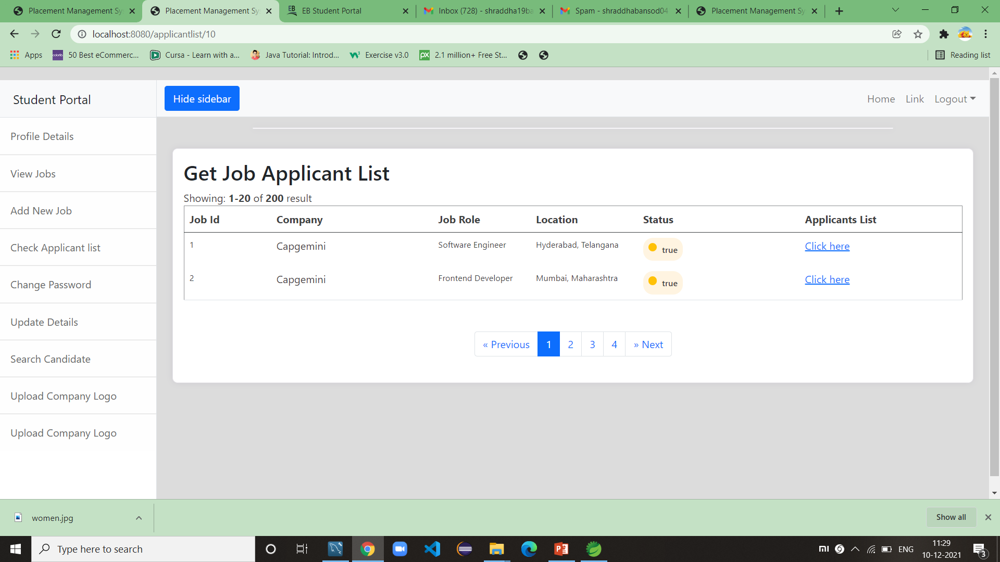 Placement Management Sy
Placement Management Sy
EB Student Portal
Inbox (728) - shraddha19ba
Spam - shraddhabansod04
Placement Management Sy
localhost:8080/applicantlist/10
Apps
50 Best eCommerc...
Cursa - Learn with a...
Java Tutorial: Introd...
Exercise v3.0
2.1 million+ Free St...
Reading list
Student Portal
Hide sidebar
Home
Link
Logout
Profile Details
View Jobs
Add New Job
Check Applicant list
Change Password
Update Details
Search Candidate
Upload Company Logo
Upload Company Logo
Get Job Applicant List
Showing: 1-20 of 200 result
Job Id Company Job Role Location Status Applicants List
1 Capgemini Software Engineer Hyderabad, Telangana true Click here
2 Capgemini Frontend Developer Mumbai, Maharashtra true Click here
« Previous 1 2 3 4 » Next
women.jpg
Show all
Type here to search
ENG
11:29
10-12-2021
3